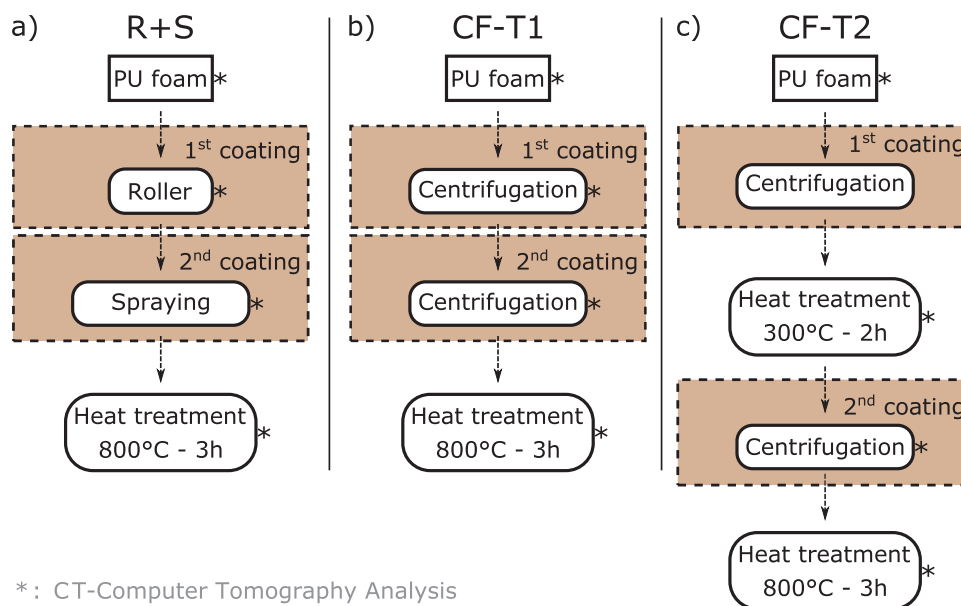 a) R+S
PU foam*
1st coating
Roller*
2nd coating
Spraying*
Heat treatment
800°C - 3h*
b) CF-T1
PU foam*
1st coating
Centrifugation*
2nd coating
Centrifugation*
Heat treatment
800°C - 3h*
c) CF-T2
PU foam*
1st coating
Centrifugation
Heat treatment
300°C - 2h*
2nd coating
Centrifugation*
Heat treatment
800°C - 3h*
*: CT-Computer Tomography Analysis